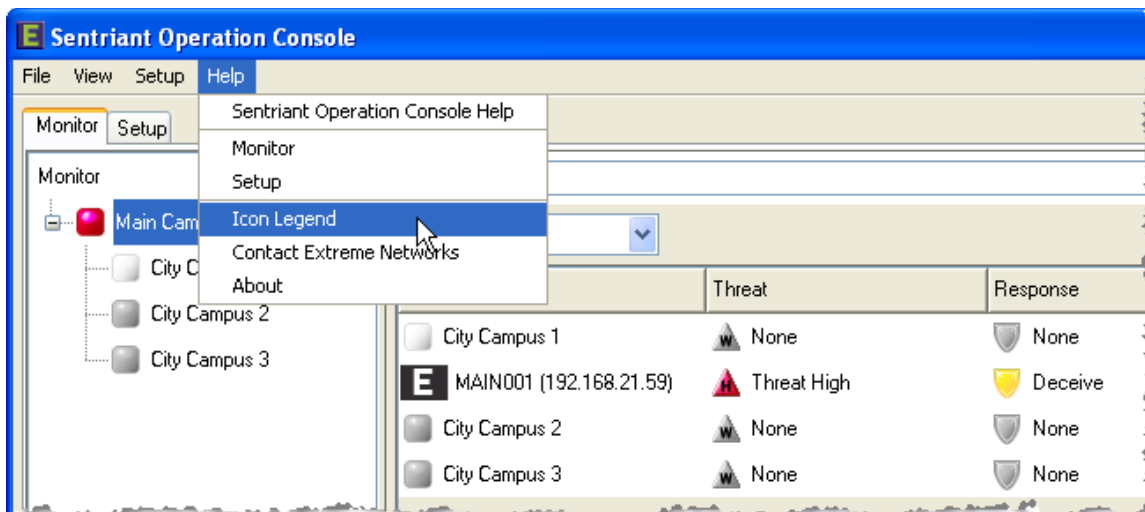 E Sentriant Operation Console
File View Setup Help
Monitor Setup
Sentriant Operation Console Help
Monitor
Setup
Icon Legend
Contact Extreme Networks
About
Monitor
Main Cam
City C
City Campus 2
City Campus 3
Threat Response
City Campus 1 W None None
E MAIN001 (192.168.21.59) H Threat High Deceive
City Campus 2 W None None
City Campus 3 W None None